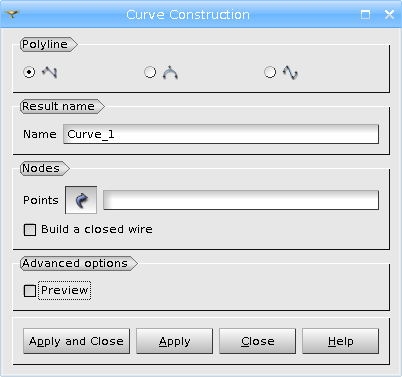 Curve Construction
Polyline
Result name
Name Curve_1
Nodes
Points
Build a closed wire
Advanced options
Preview
Apply and Close Apply Close Help